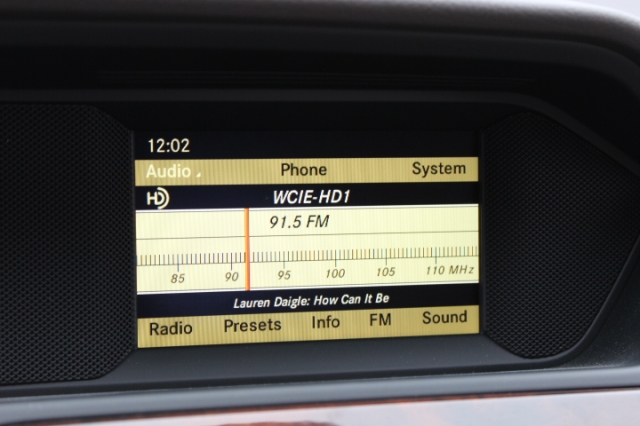 12:02
Audio Phone System
HD WCIE-HD1
91.5 FM
85 90 95 100 105 110 MHz
Lauren Daigle: How Can It Be
Radio Presets Info FM Sound